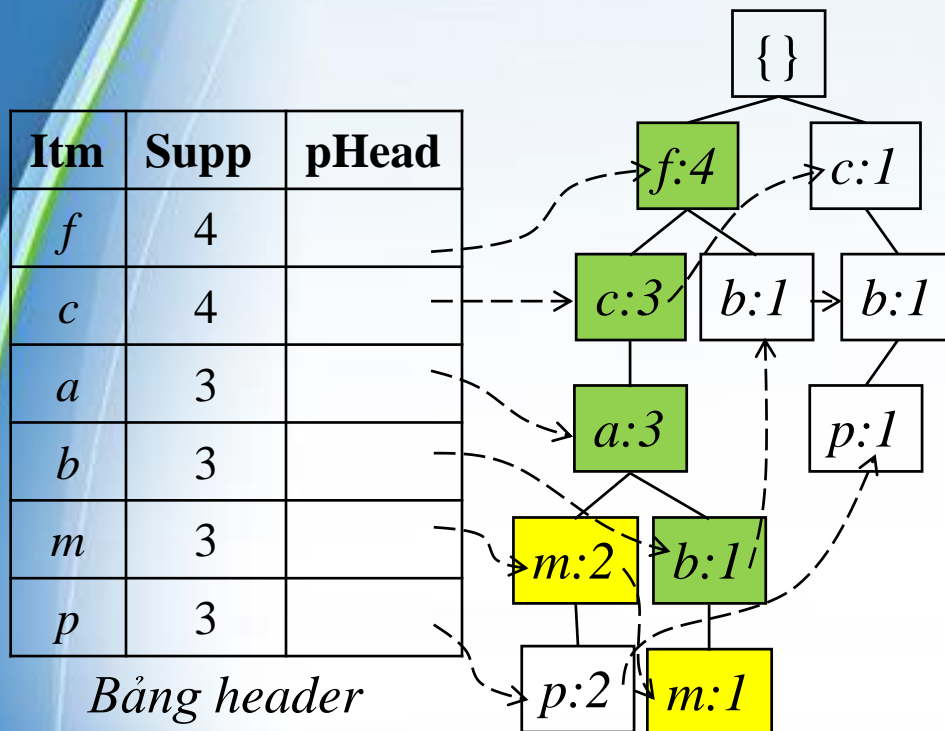 {}
Itm Supp pHead
f:4 c:1
f 4
c 4
c:3 b:1 b:1
a 3
a:3 p:1
b 3
m 3
m:2 b:1
p 3
p:2 m:1
Bảng header